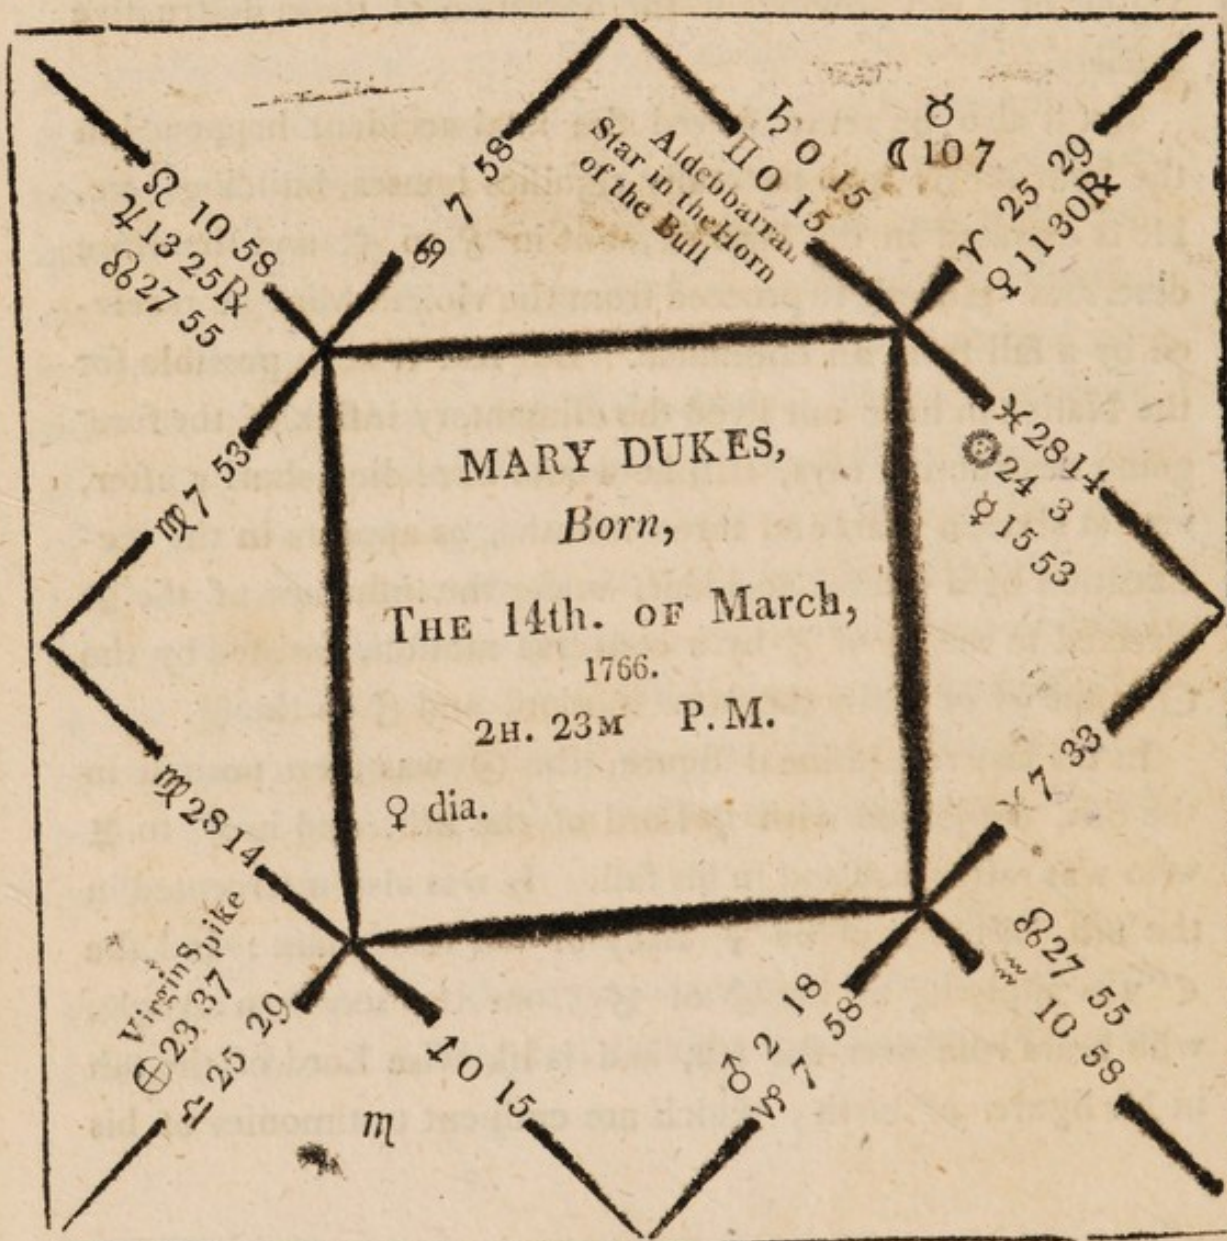 ♋ 7 58
♄ 0 15
♊ 0 15
Aldebbarran
Star in the Horn
of the Bull
♉
☾ 10 7
♈ 25 29
♀ 11 30 ℞
♌ 10 58
♃ 13 25 ℞
☊ 27 55
♓ 28 14
☉ 24 3
☿ 15 53
♍ 7 53
MARY DUKES,
Born,
THE 14th. OF March,
1766.
2H. 23M P.M.
♀ dia.
♓ 7 33
♍ 28 14
Virgins Spike
⊕ 23 37
♎ 25 29
♐ 0 15
♏
♂ 2 18
♑ 7 58
☊ 27 55
♒ 10 58